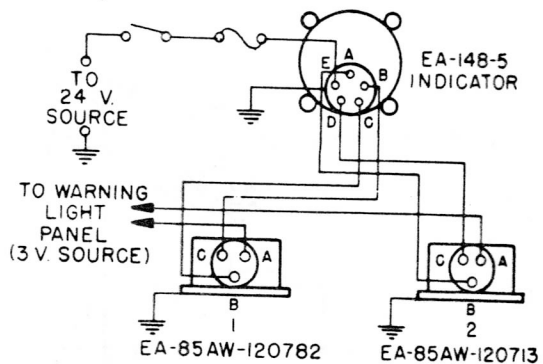 TO
24 V.
SOURCE
EA-148-5
INDICATOR
A
E
B
D
C
TO WARNING
LIGHT
PANEL
(3 V. SOURCE)
C
A
B
1
EA-85AW-120782
C
A
B
2
EA-85AW-120713